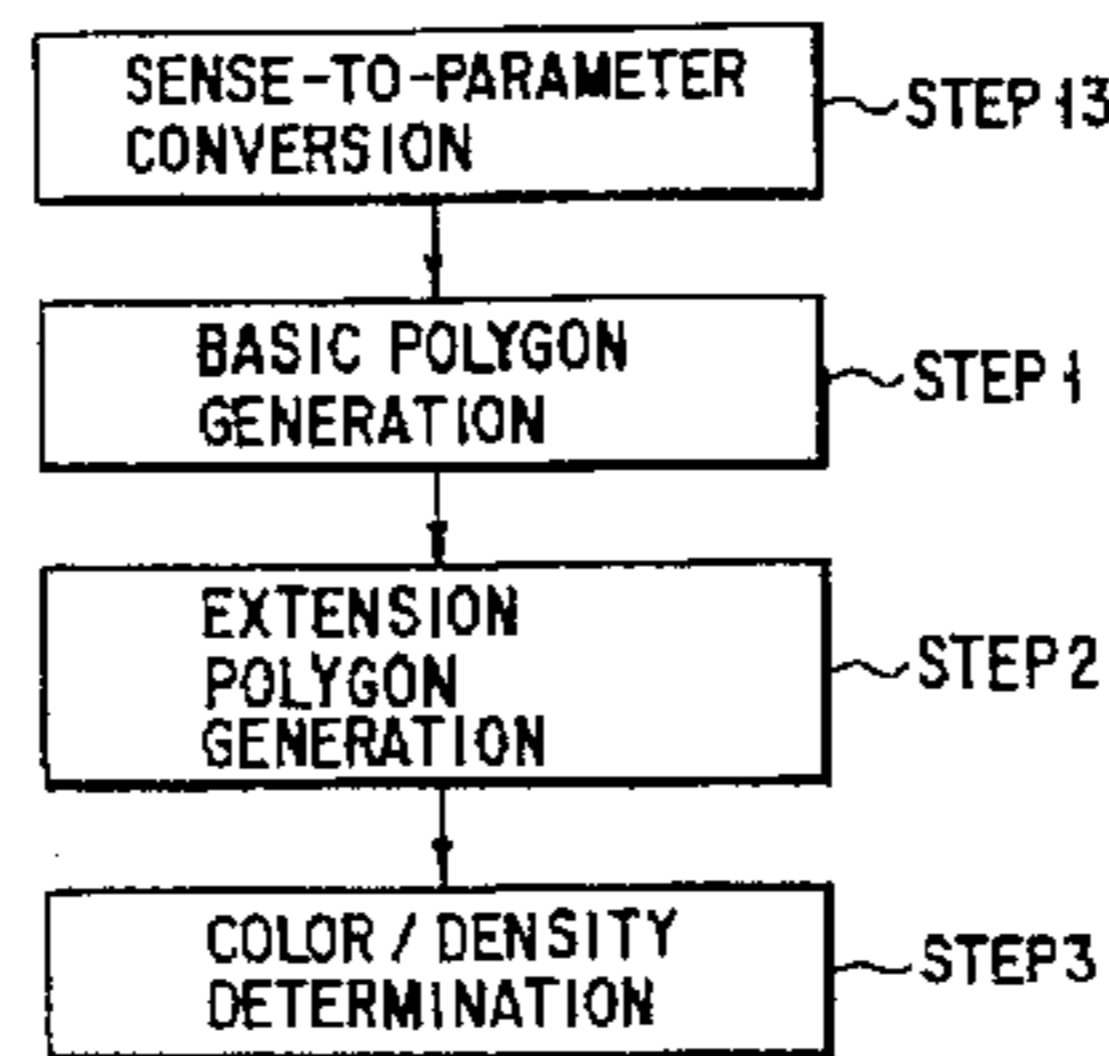 SENSE-TO-PARAMETER
CONVERSION
STEP 13
BASIC POLYGON
GENERATION
STEP 1
EXTENSION
POLYGON
GENERATION
STEP 2
COLOR / DENSITY
DETERMINATION
STEP 3